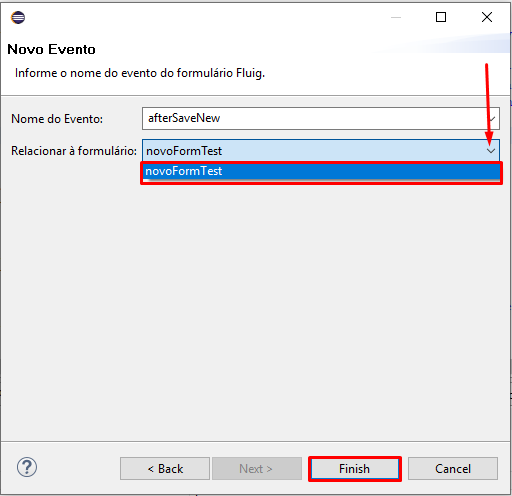 Novo Evento
Informe o nome do evento do formulário Fluig.
Nome do Evento: afterSaveNew
Relacionar à formulário: novoFormTest
novoFormTest
? < Back Next > Finish Cancel